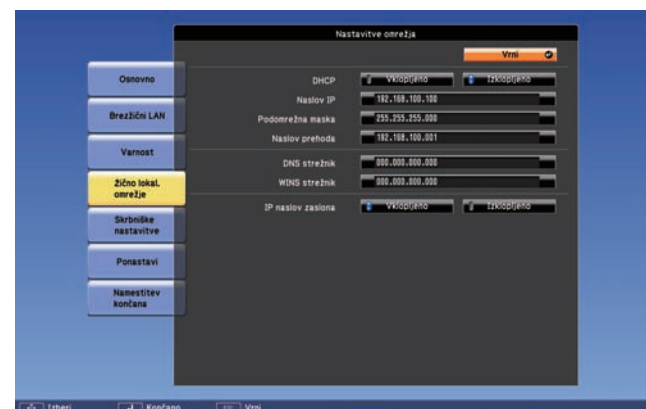 Nastavitve omrežja
Vrni
Osnovno
Brezžični LAN
Varnost
Žično lokal.
omrežje
Skrbniške
nastavitve
Ponastavi
Namestitev
končana
DHCP Vklopljeno Izklopljeno
Naslov IP 192.168.100.100
Podomrežna maska 255.255.255.000
Naslov prehoda 192.168.100.001
DNS strežnik 000.000.000.000
WINS strežnik 000.000.000.000
IP naslov zaslona Vklopljeno Izklopljeno
Izberi Končano Vrni